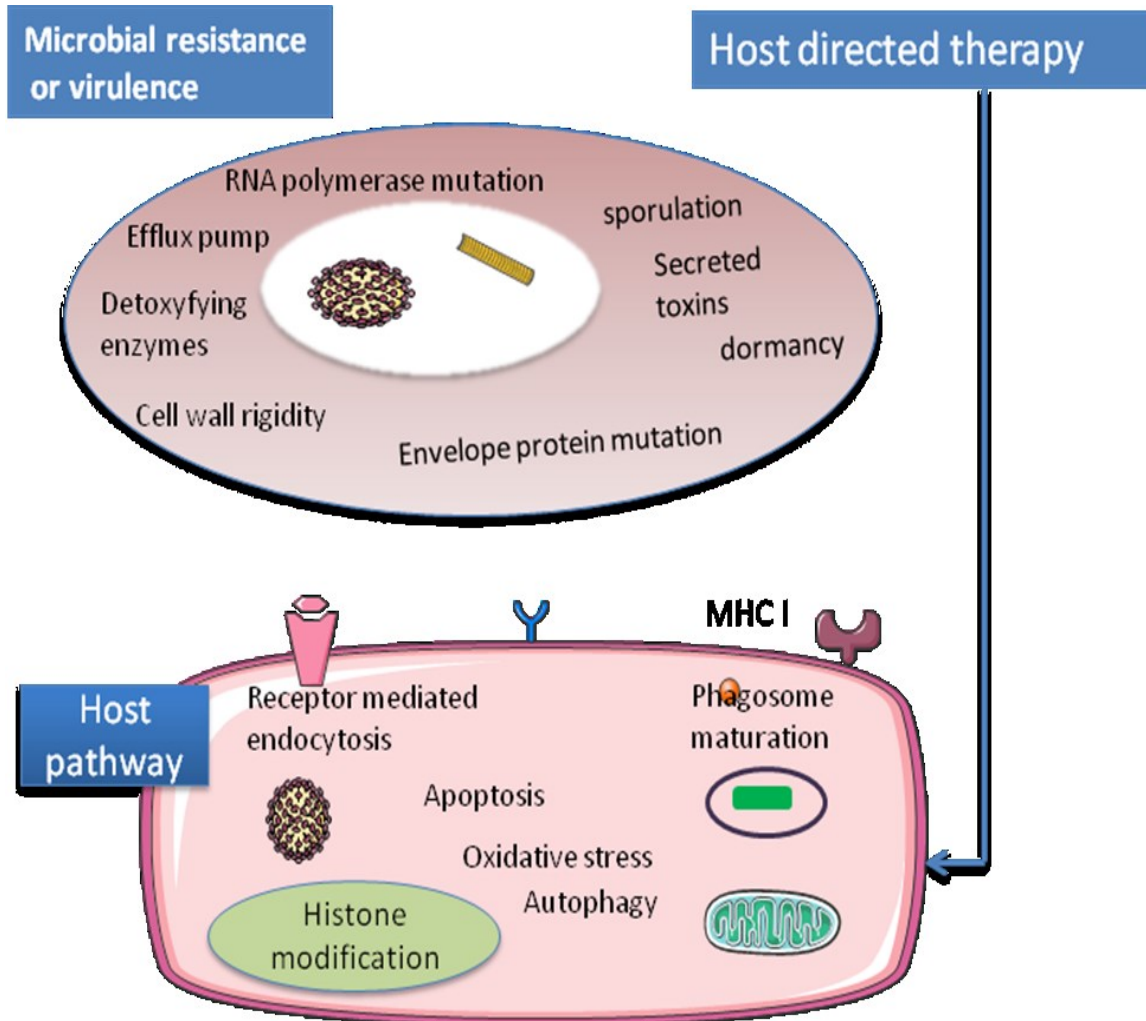 Microbial resistance
or virulence
Host directed therapy
RNA polymerase mutation
sporulation
Efflux pump
Secreted
toxins
Detoxyfying
enzymes
dormancy
Cell wall rigidity
Envelope protein mutation
MHC I
Host
pathway
Receptor mediated
endocytosis
Phagosome
maturation
Apoptosis
Oxidative stress
Autophagy
Histone
modification